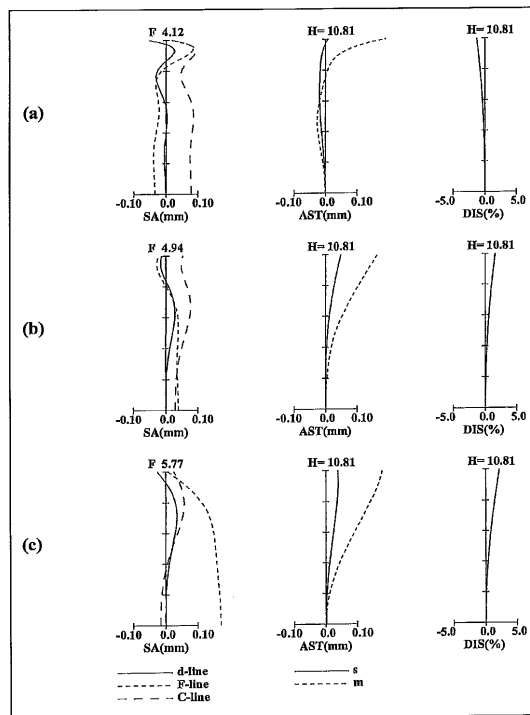 F 4.12 H= 10.81 H=10.81
(a)
-0.10 0.0 0.10 -0.10 0.0 0.10 -5.0 0.0 5.0
SA(mm) AST(mm) DIS(%)
F 4.94 H= 10.81 H=10.81
(b)
-0.10 0.0 0.10 -0.10 0.0 0.10 -5.0 0.0 5.0
SA(mm) AST(mm) DIS(%)
F 5.77 H= 10.81 H=10.81
(c)
-0.10 0.0 0.10 -0.10 0.0 0.10 -5.0 0.0 5.0
SA(mm) AST(mm) DIS(%)
d-line s
F-line m
C-line